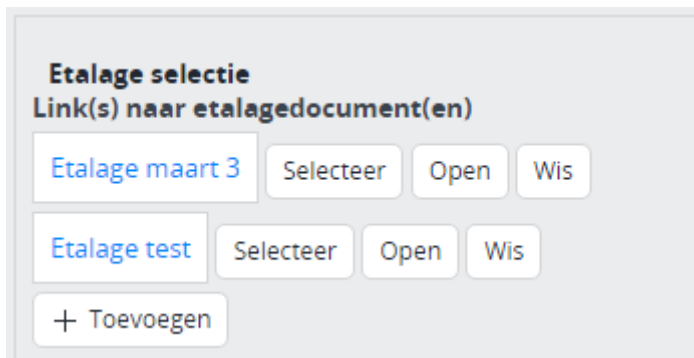 Etalage selectie
Link(s) naar etalagedocument(en)
Etalage maart 3 Selecteer Open Wis
Etalage test Selecteer Open Wis
+ Toevoegen